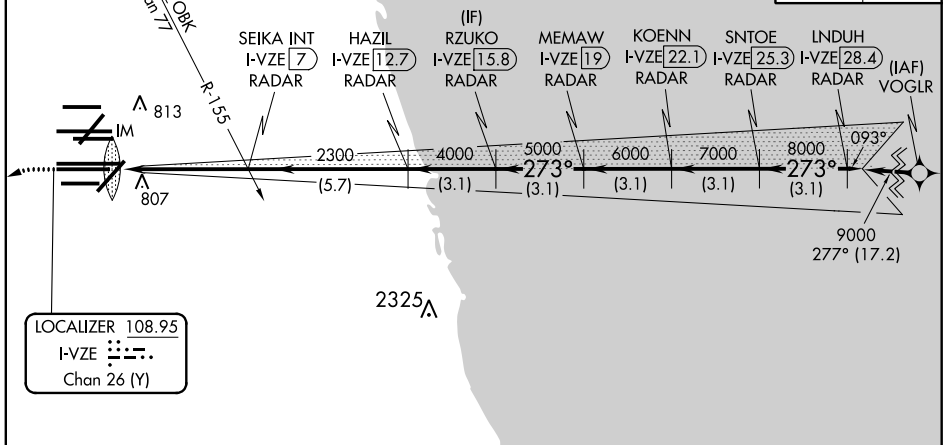 OBK
an 77
R-155
SEIKA INT
I-VZE 7
RADAR
HAZIL
I-VZE 12.7
RADAR
(IF)
RZUKO
I-VZE 15.8
RADAR
MEMAW
I-VZE 19
RADAR
KOENN
I-VZE 22.1
RADAR
SNTOE
I-VZE 25.3
RADAR
LNDUH
I-VZE 28.4
RADAR
(IAF)
VOGLR
813
IM
807
2300
4000
5000
6000
7000
8000
093°
273°
273°
(5.7)
(3.1)
(3.1)
(3.1)
(3.1)
(3.1)
9000
277° (17.2)
2325
LOCALIZER 108.95
I-VZE
Chan 26 (Y)